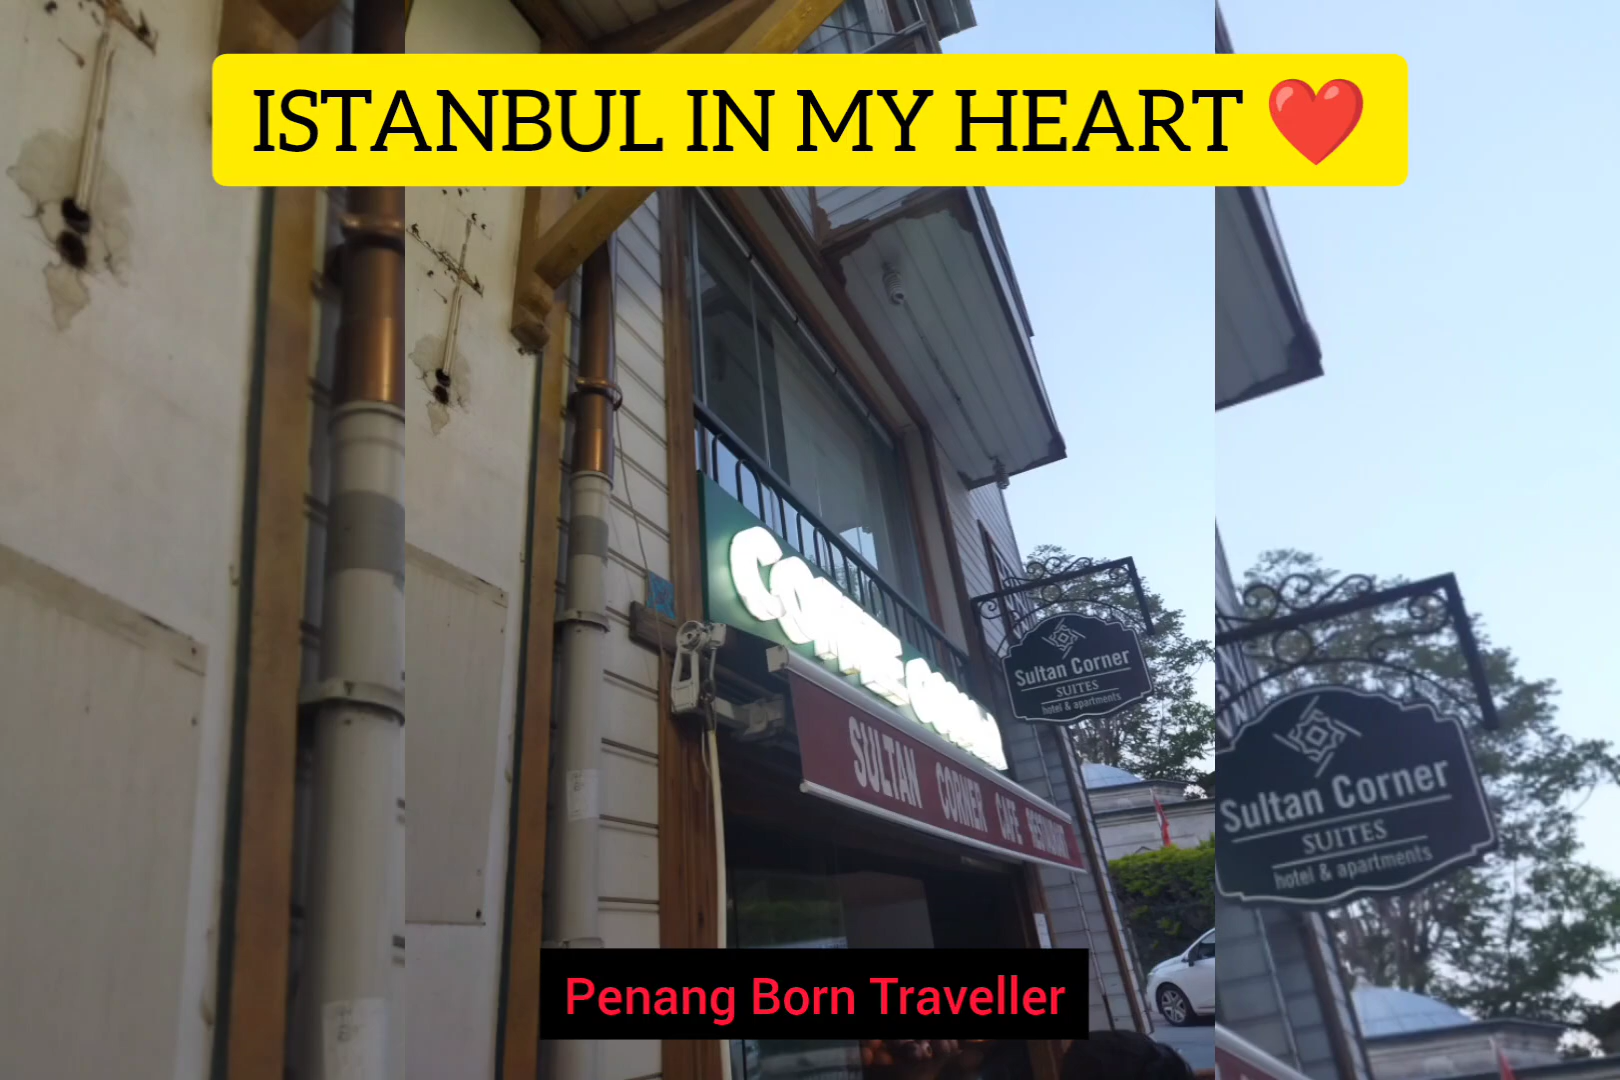 ISTANBUL IN MY HEART ❤️
Sultan Corner
SUITES
hotel & apartments
SULTAN CORNER CAFE RESTAURANT
Sultan Corner
SUITES
hotel & apartments
Penang Born Traveller